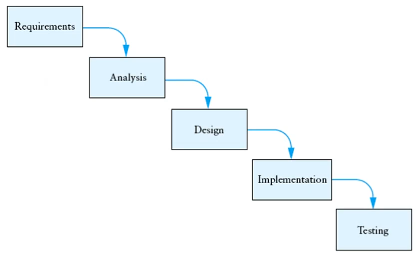 Requirements
Analysis
Design
Implementation
Testing